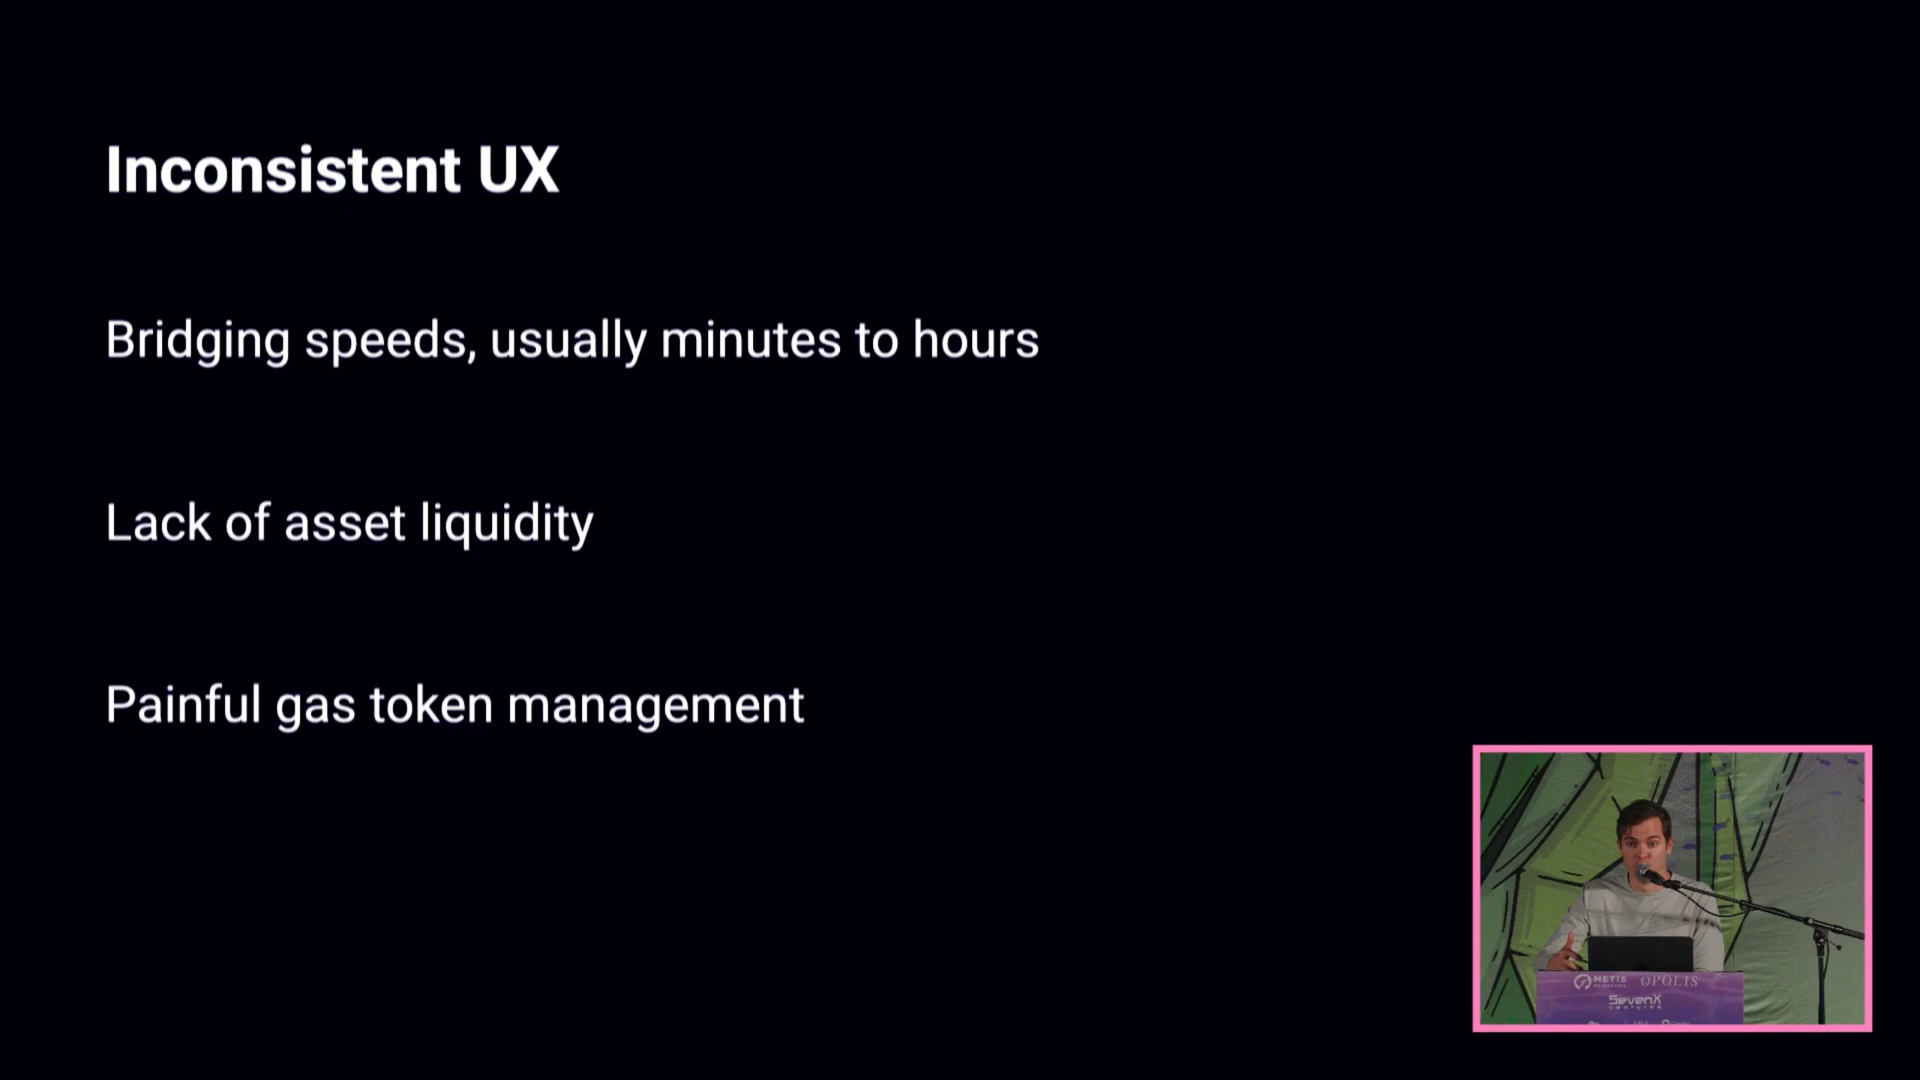 Inconsistent UX
Bridging speeds, usually minutes to hours
Lack of asset liquidity
Painful gas token management
METIS
OPOLIS
SevenX